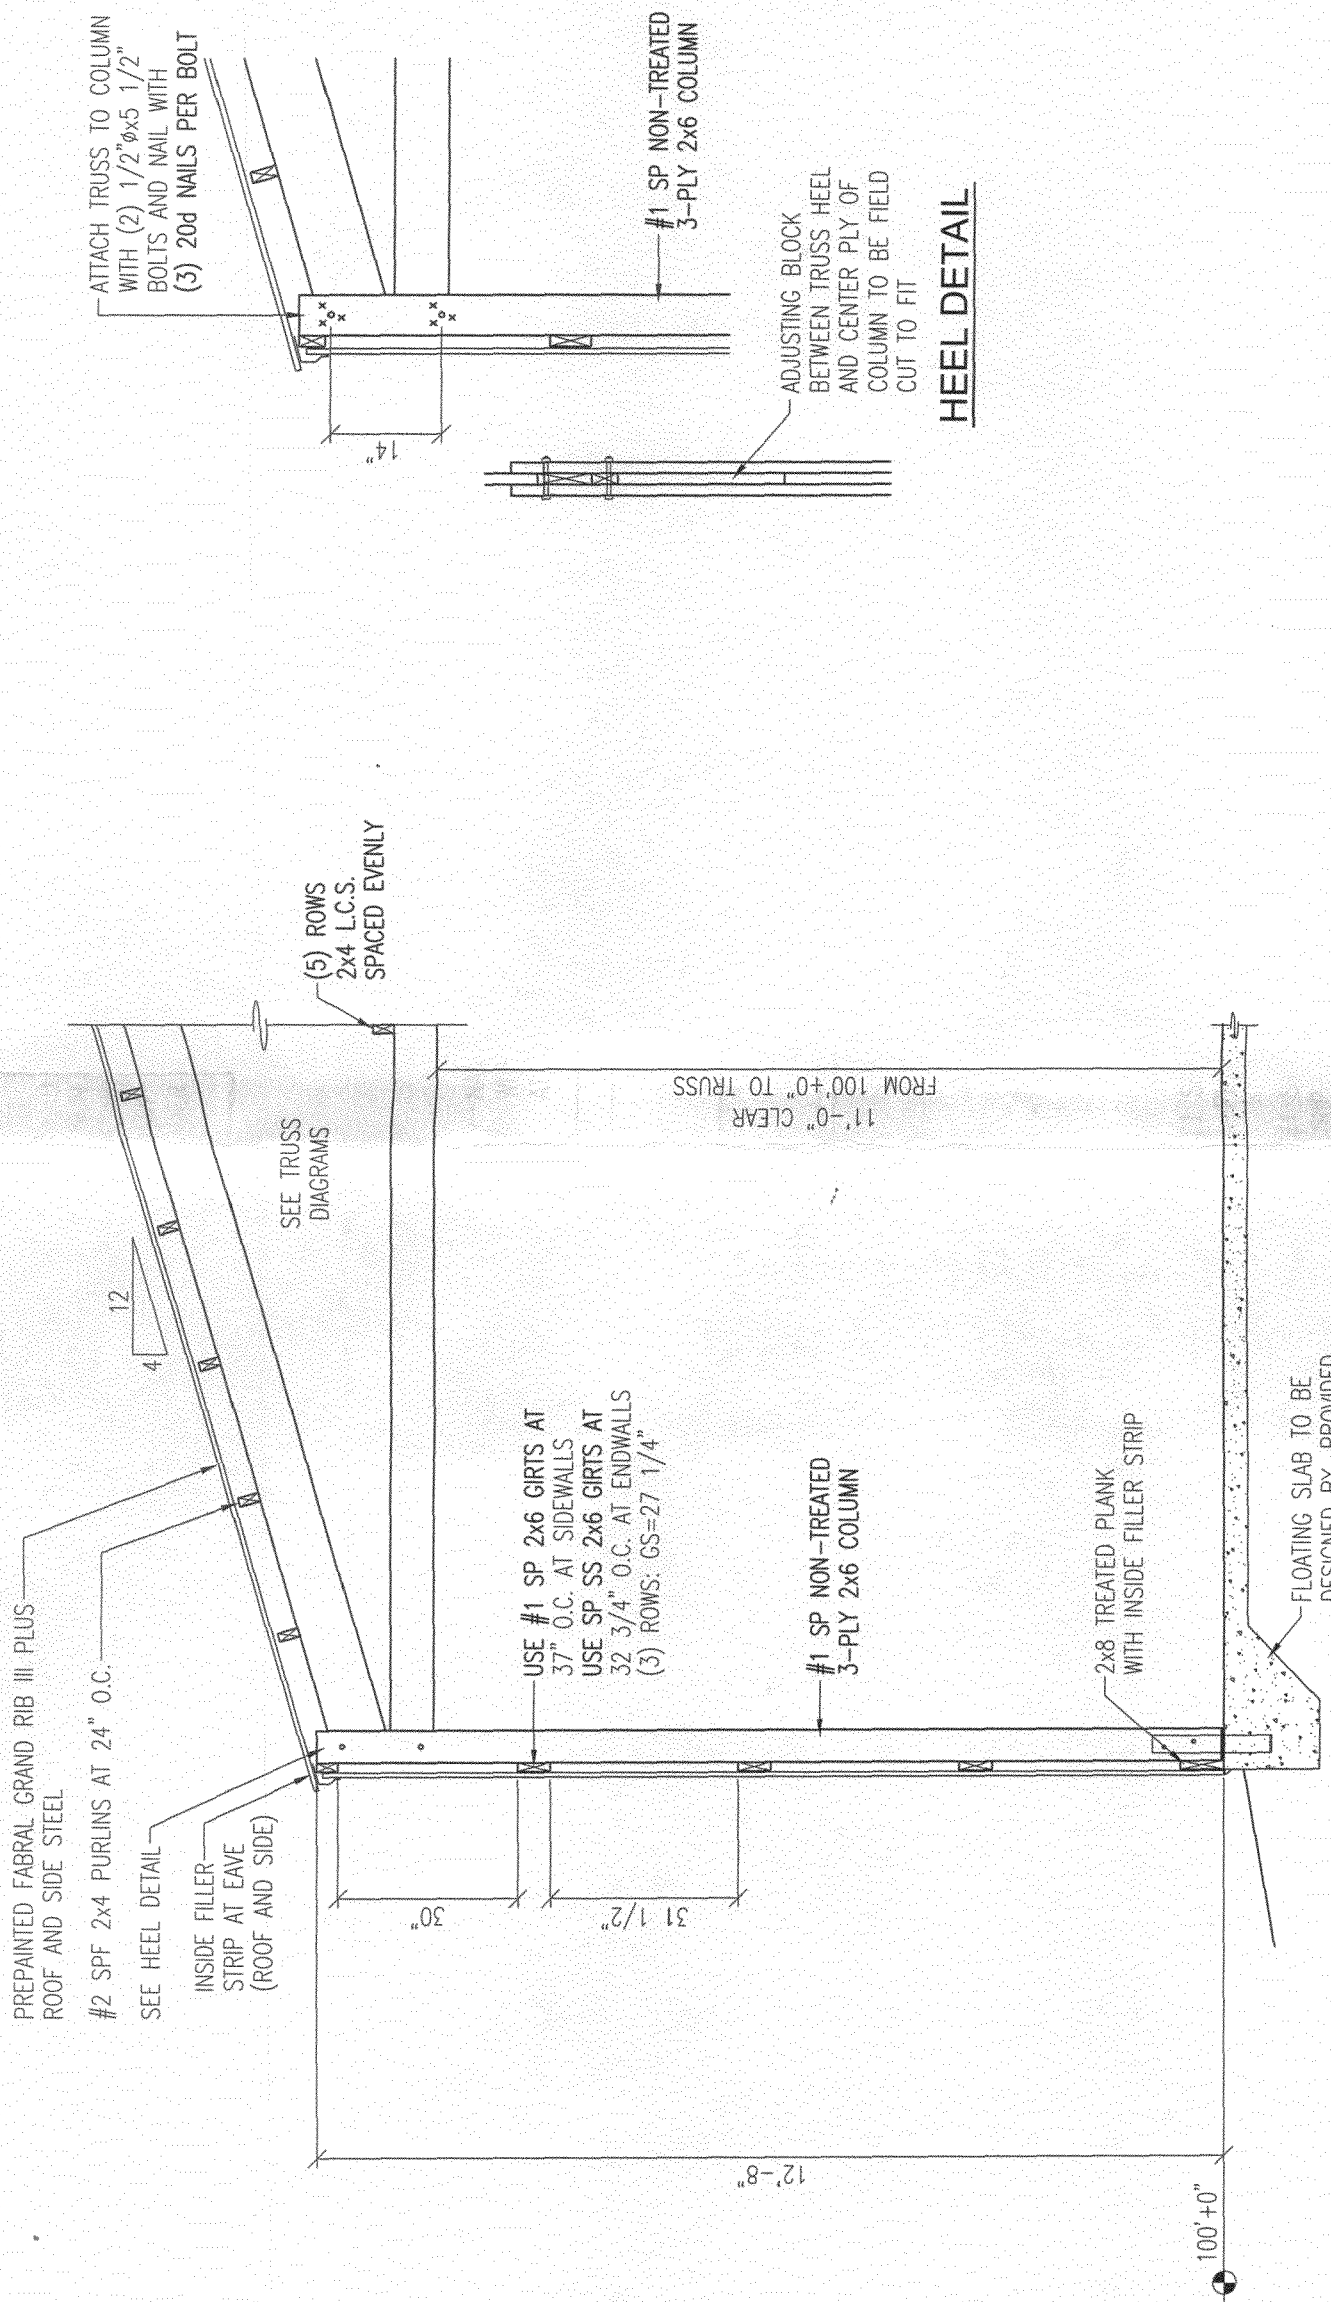 PREPAINTED FABRAL GRAND RIB III PLUS
ROOF AND SIDE STEEL
#2 SPF 2x4 PURLINS AT 24" O.C.
SEE HEEL DETAIL
INSIDE FILLER
STRIP AT EAVE
(ROOF AND SIDE)
12
4
SEE TRUSS
DIAGRAMS
(5) ROWS
2x4 L.C.S.
SPACED EVENLY
USE #1 SP 2x6 GIRTS AT
37" O.C. AT SIDEWALLS
USE SP SS 2x6 GIRTS AT
32 3/4" O.C. AT ENDWALLS
(3) ROWS: GS=27 1/4"
30"
31 1/2"
#1 SP NON-TREATED
3-PLY 2x6 COLUMN
11'-0" CLEAR
FROM 100'+0" TO TRUSS
2x8 TREATED PLANK
WITH INSIDE FILLER STRIP
12'-8"
100'+0"
FLOATING SLAB TO BE
DESIGNED BY, PROVIDED
ATTACH TRUSS TO COLUMN
WITH (2) 1/2"øx5 1/2"
BOLTS AND NAIL WITH
(3) 20d NAILS PER BOLT
14"
#1 SP NON-TREATED
3-PLY 2x6 COLUMN
ADJUSTING BLOCK
BETWEEN TRUSS HEEL
AND CENTER PLY OF
COLUMN TO BE FIELD
CUT TO FIT
HEEL DETAIL